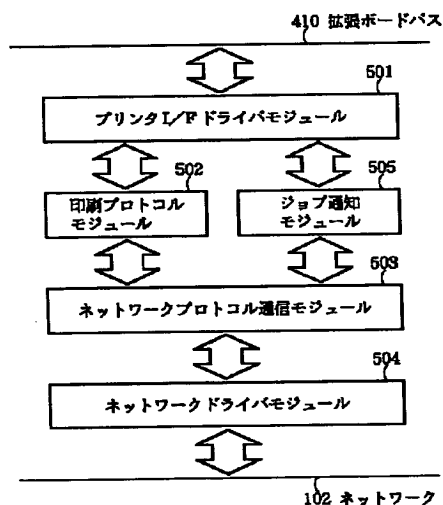 410 拡張ボードバス
501
プリンタI/Fドライバモジュール
502
505
印刷プロトコル
モジュール
ジョブ通知
モジュール
503
ネットワークプロトコル通信モジュール
504
ネットワークドライバモジュール
102 ネットワーク